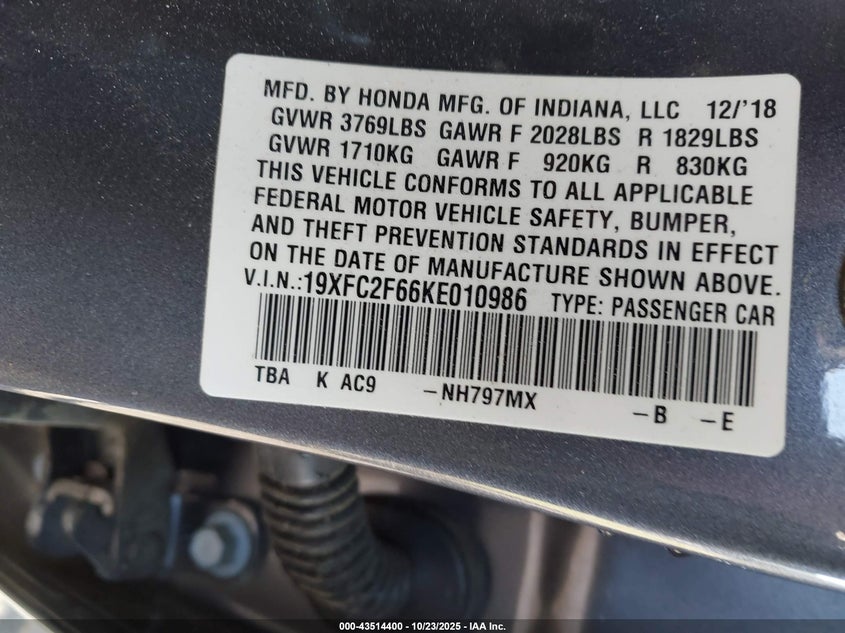 MFD. BY HONDA MFG. OF INDIANA, LLC 12/'18
GVWR 3769LBS GAWR F 2028LBS R 1829LBS
GVWR 1710KG GAWR F 920KG R 830KG
THIS VEHICLE CONFORMS TO ALL APPLICABLE
FEDERAL MOTOR VEHICLE SAFETY, BUMPER,
AND THEFT PREVENTION STANDARDS IN EFFECT
ON THE DATE OF MANUFACTURE SHOWN ABOVE.
V.I.N.:19XFC2F66KE010986 TYPE: PASSENGER CAR
TBA K AC9 -NH797MX -B -E
000-43514400 - 10/23/2025 - IAA Inc.